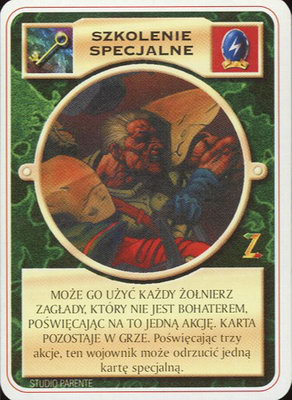 SZKOLENIE
SPECJALNE
Z
MOŻE GO UŻYĆ KAŻDY ŻOŁNIERZ
ZAGŁADY, KTÓRY NIE JEST BOHATEREM,
POŚWIĘCAJĄC NA TO JEDNĄ AKCJĘ. KARTA
POZOSTAJE W GRZE. Poświęcając trzy
akcje, ten wojownik może odrzucić jedną
kartę specjalną.
STUDIO PARENTE